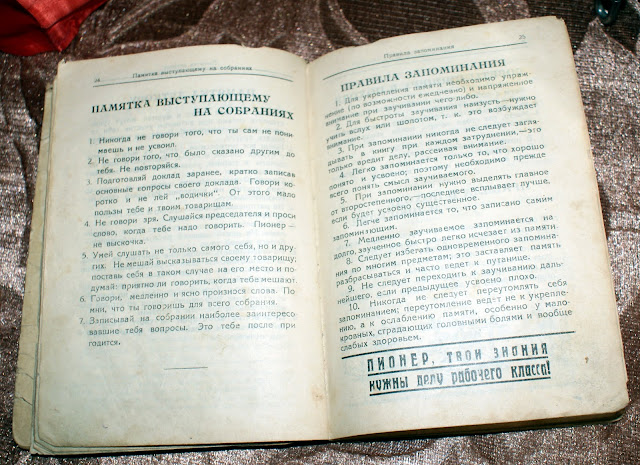 24 Памятка выступающему на собрании
ПАМЯТКА ВЫСТУПАЮЩЕМУ
НА СОБРАНИЯХ
1. Никогда не говори того, что ты сам не пони-
маешь и не усвоил.
2. Не говори того, что было сказано другим до
тебя. Не повторяйся.
3. Подготовляй доклад заранее, кратко записав
основные вопросы своего доклада. Говори ко-
ротко и не лей „водички". От этого мало
пользы тебе и твоим товарищам.
4. Не говори зря. Слушайся председателя и проси
слово, когда тебе надо говорить. Пионер —
не выскочка.
5. Умей слушать не только самого себя, но и дру-
гих. Не мешай высказываться своему товарищу;
поставь себя в таком случае на его место и по-
думай: приятно ли говорить, когда тебе мешают.
6. Говори медленно и ясно произнося слова. По-
мни, что ты говоришь для всего собрания.
7. Записывай на собрании наиболее заинтересо-
вавшие тебя вопросы. Это тебе после при-
годится.
Правила запоминания 25
ПРАВИЛА ЗАПОМИНАНИЯ
1. Для укрепления памяти необходимо упраж-
нение (по возможности ежедневно) и напряженное
внимание при заучивании чего-либо.
2. Для быстроты заучивания наизусть—нужно
учить вслух или шопотом, т. к. это возбуждает
внимание.
3. При запоминании никогда не следует загля-
дывать в книгу при каждом затруднении,—это
только вредит делу, рассеивая внимание.
4. Легко запоминается только то, что хорошо
понято и усвоено; поэтому необходимо прежде
всего понять смысл заучиваемого.
5. При запоминании нужно выделять главное
от второстепенного,—последнее всплывет лучше,
если будет усвоено существенное.
6. Легче запоминается то, что записано самим
запоминающим.
7. Медленно заучиваемое запоминается на-
долго, заученное быстро легко исчезает из памяти.
8. Следует избегать одновременного запомина-
ния по многим предметам; это заставляет память
разбрасываться и часто ведет к путанице.
9. Не следует переходить к заучиванию даль-
нейшего, если предыдущее усвоено плохо.
10. Никогда не следует переутомлять себя
запоминанием; переутомление ведет не к укрепле-
нию, а к ослаблению памяти, особенно у мало-
кровных, страдающих головными болями и вообще
слабых здоровьем.
ПИОНЕР, твои знания
нужны делу рабочего класса!